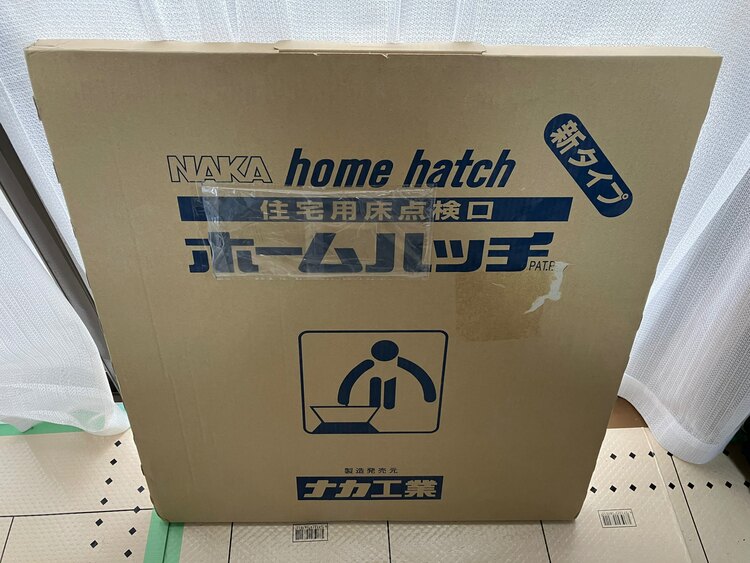 新タイプ
NAKA home hatch
住宅用床点検口
ホームハッチ
PAT.P
製造発売元
ナカ工業